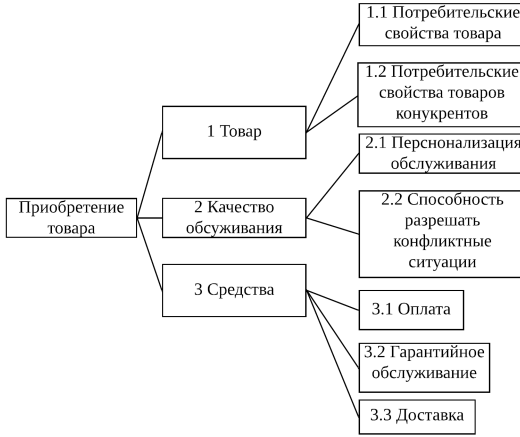 Приобретение
товара
1 Товар
2 Качество
обсуживания
3 Средства
1.1 Потребительские
свойства товара
1.2 Потребительские
свойства товаров
конукрентов
2.1 Перснонализация
обслуживания
2.2 Способность
разрешать
конфликтные
ситуации
3.1 Оплата
3.2 Гарантийное
обслуживание
3.3 Доставка